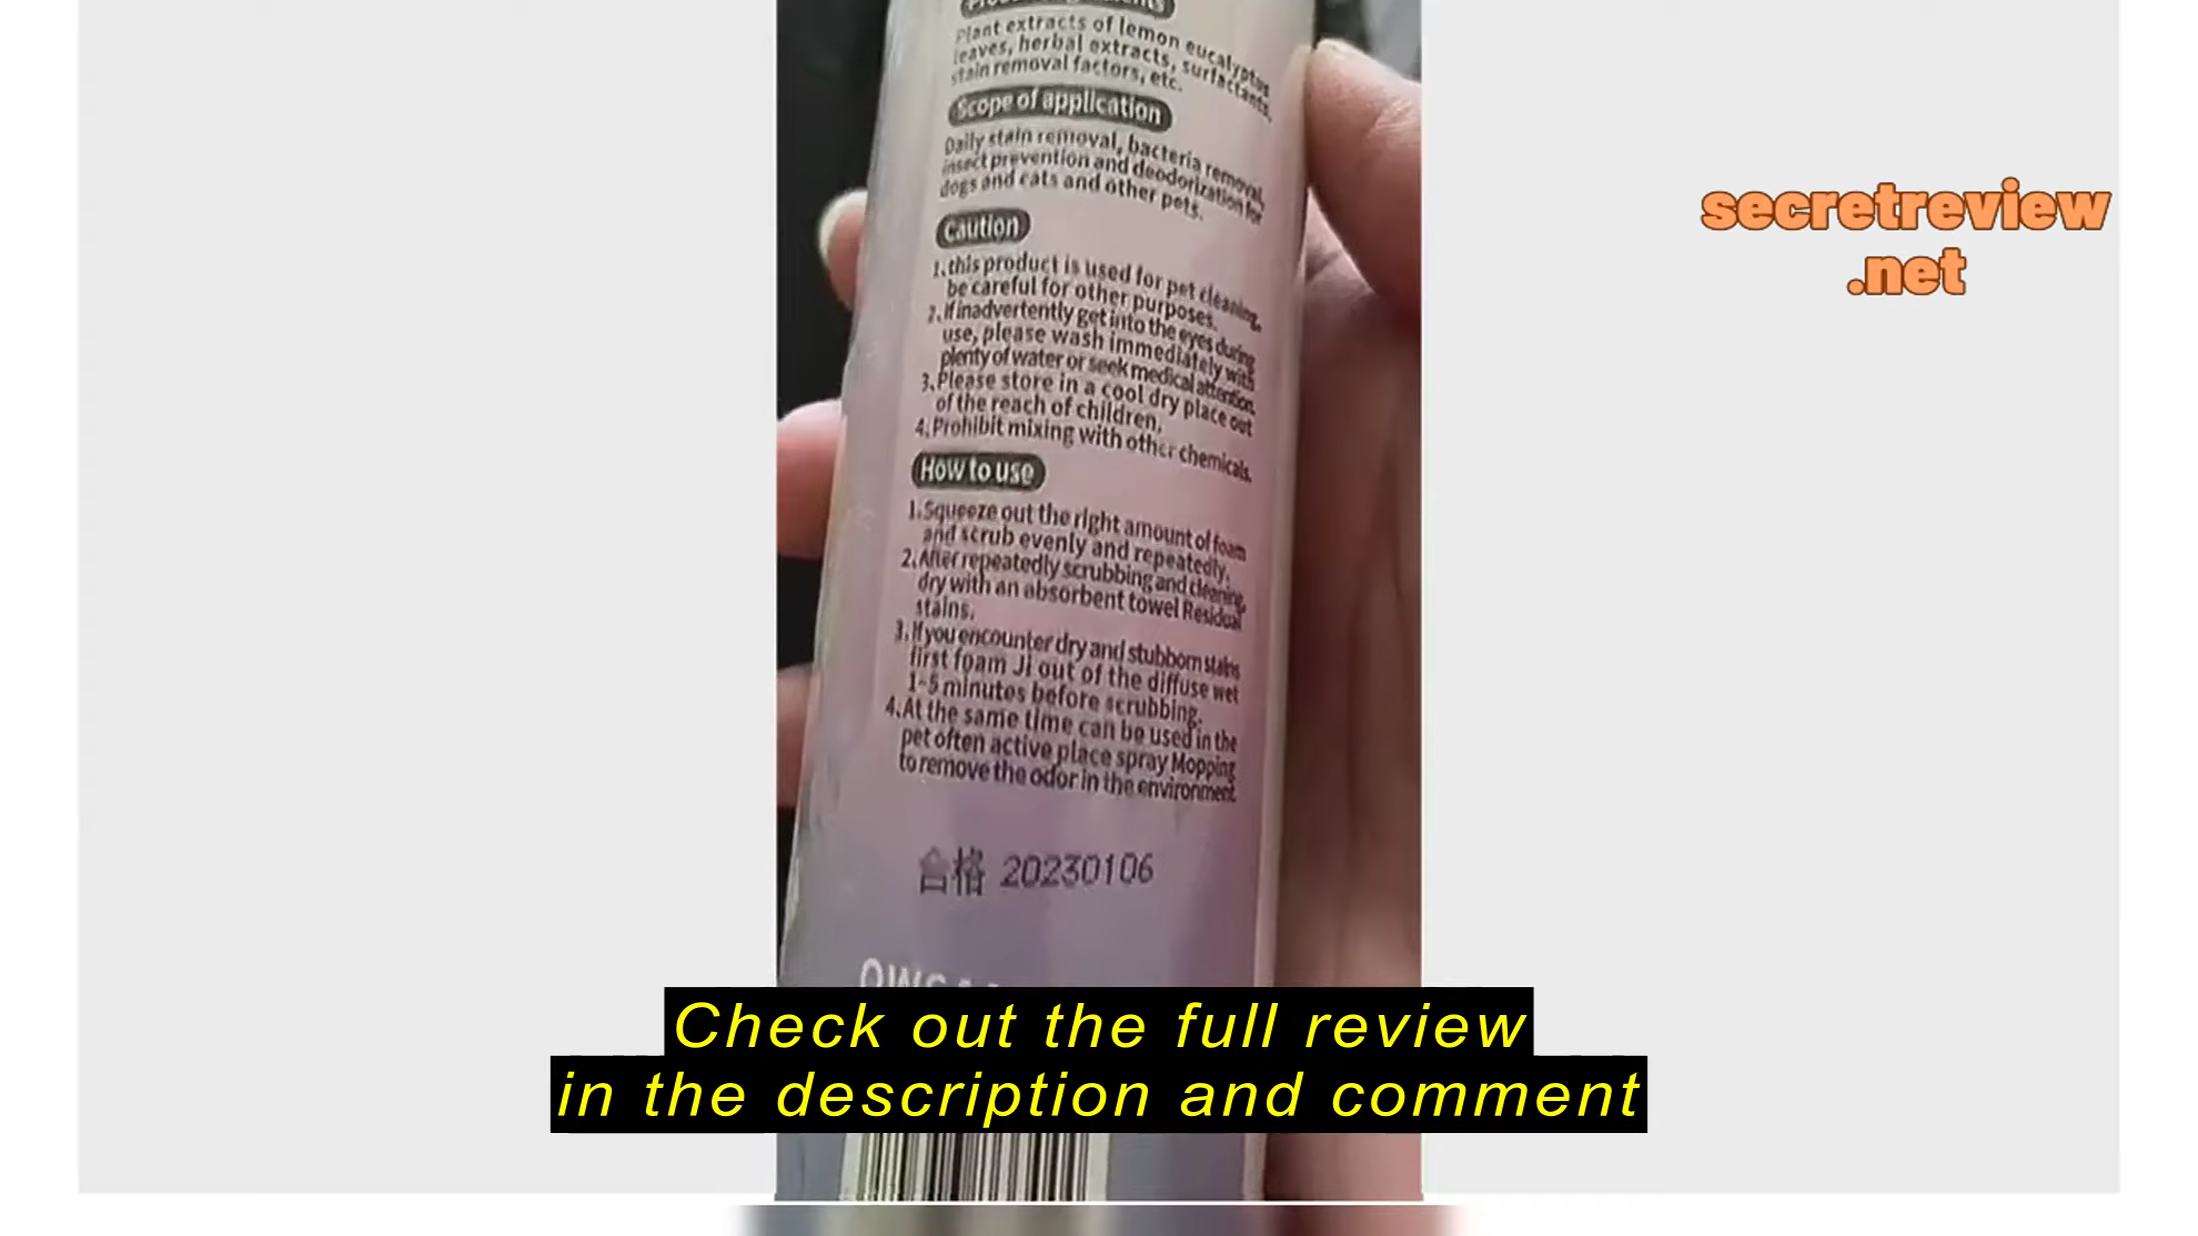 Plant extracts of lemon eucalyptus
leaves, herbal extracts, surfactants,
stain removal factors, etc.
Scope of application
Daily stain removal, bacteria removal,
insect prevention and deodorization for
dogs and cats and other pets.
Caution
1.this product is used for pet cleaning,
be careful for other purposes.
2.If inadvertently get into the eyes during
use, please wash immediately with
plenty of water or seek medical attention.
3.Please store in a cool dry place out
of the reach of children.
4.Prohibit mixing with other chemicals.
How to use
1.Squeeze out the right amount of foam
and scrub evenly and repeatedly.
2.After repeatedly scrubbing and cleaning,
dry with an absorbent towel Residual
stains.
3.If you encounter dry and stubborn stains
first foam Ji out of the diffuse wet
1-5 minutes before scrubbing.
4.At the same time can be used in the
pet often active place spray Mopping
to remove the odor in the environment.
合格 20230106
secretreview
.net
Check out the full review
in the description and comment